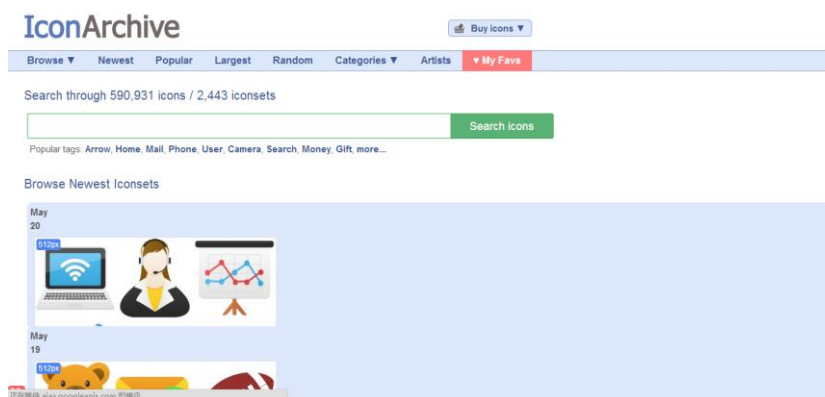 IconArchive
Buy icons ▼
Browse ▼ Newest Popular Largest Random Categories ▼ Artists ♥ My Favs
Search through 590,931 icons / 2,443 iconsets
Search icons
Popular tags: Arrow, Home, Mail, Phone, User, Camera, Search, Money, Gift, more...
Browse Newest Iconsets
May
20
512px
May
19
512px